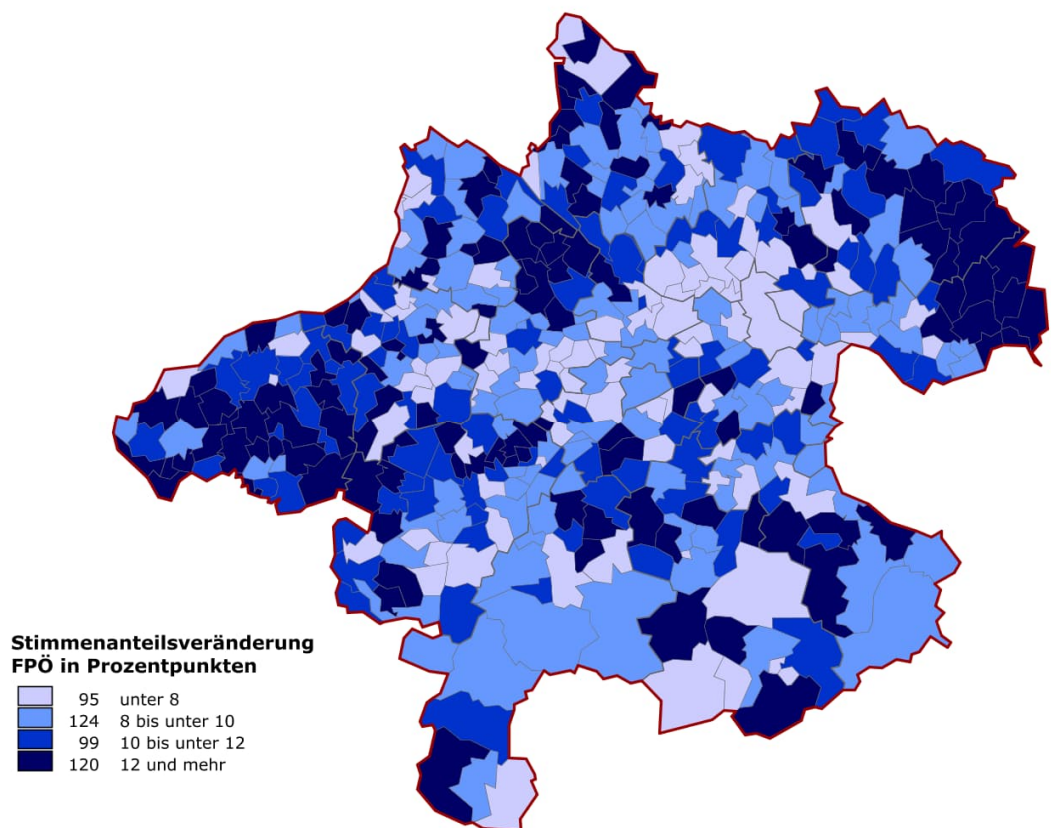 Stimmenanteilsveränderung
FPÖ in Prozentpunkten
95 unter 8
124 8 bis unter 10
99 10 bis unter 12
120 12 und mehr